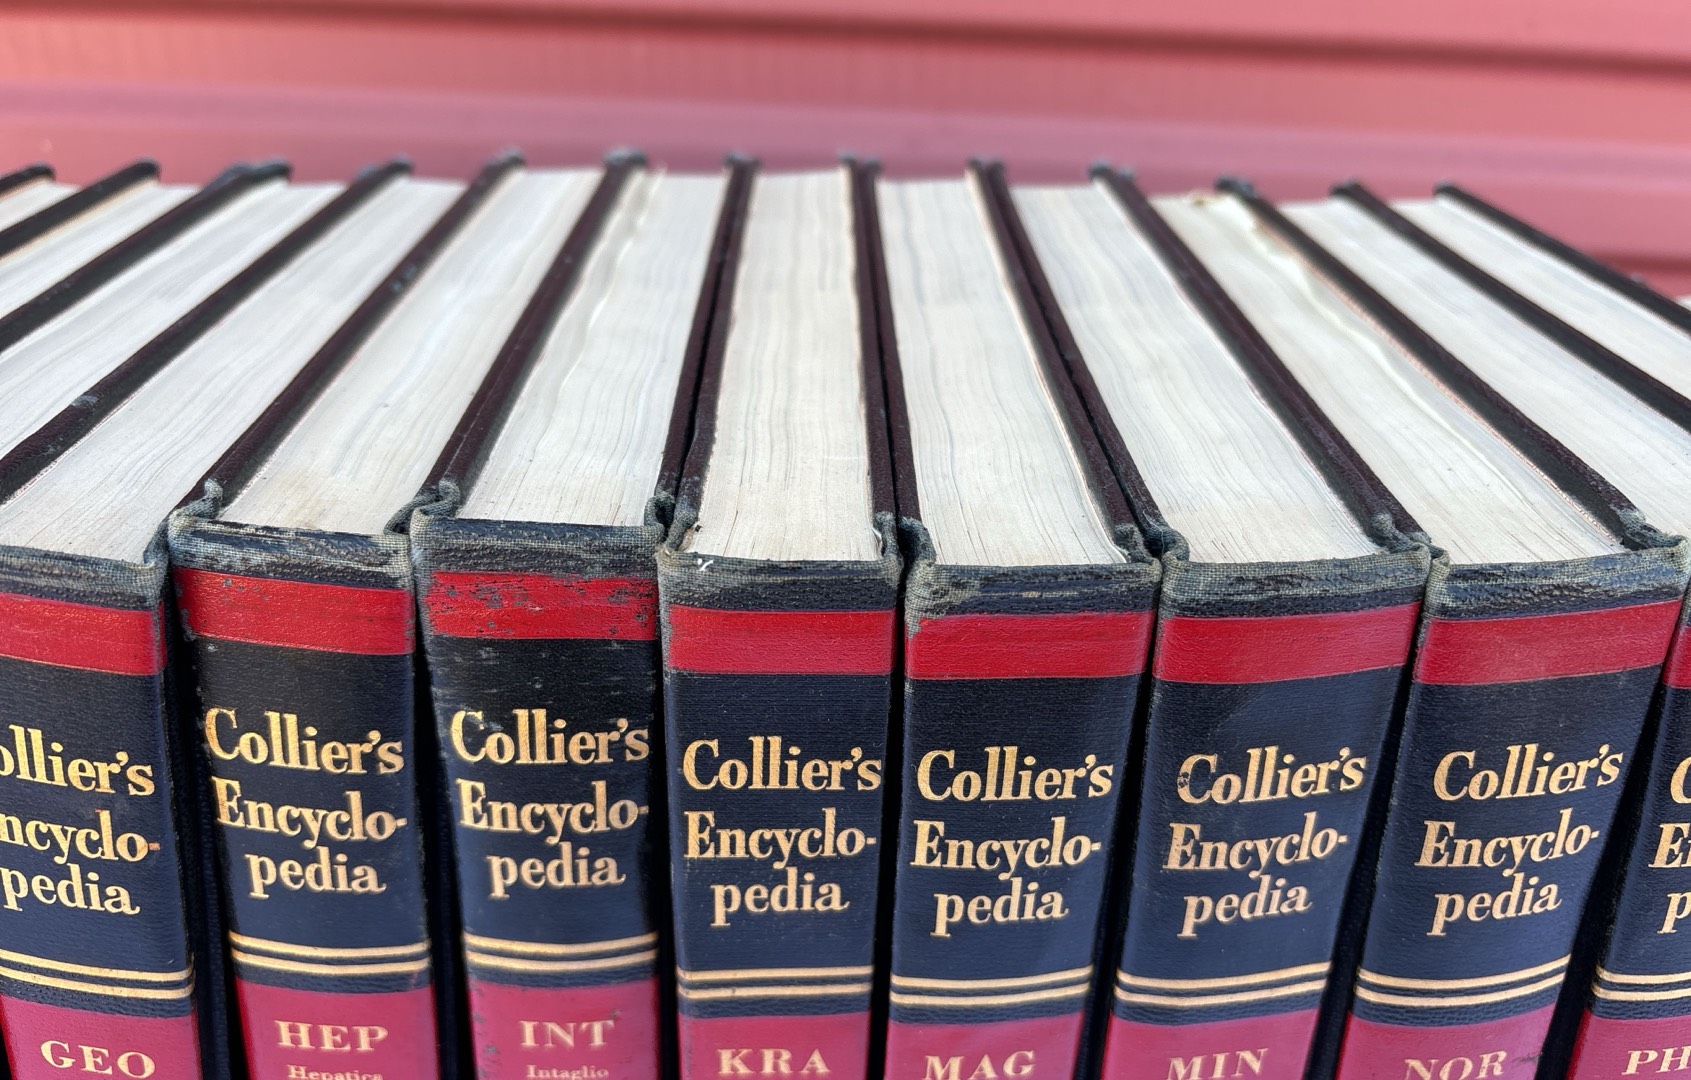 ollier's
ncyclo-
pedia
GEO
Collier's
Encyclo-
pedia
HEP
Hepatica
Collier's
Encyclo-
pedia
INT
Intaglio
Collier's
Encyclo-
pedia
KRA
Collier's
Encyclo-
pedia
MAG
Collier's
Encyclo-
pedia
MIN
Collier's
Encyclo-
pedia
NOR
C
E
p
PH